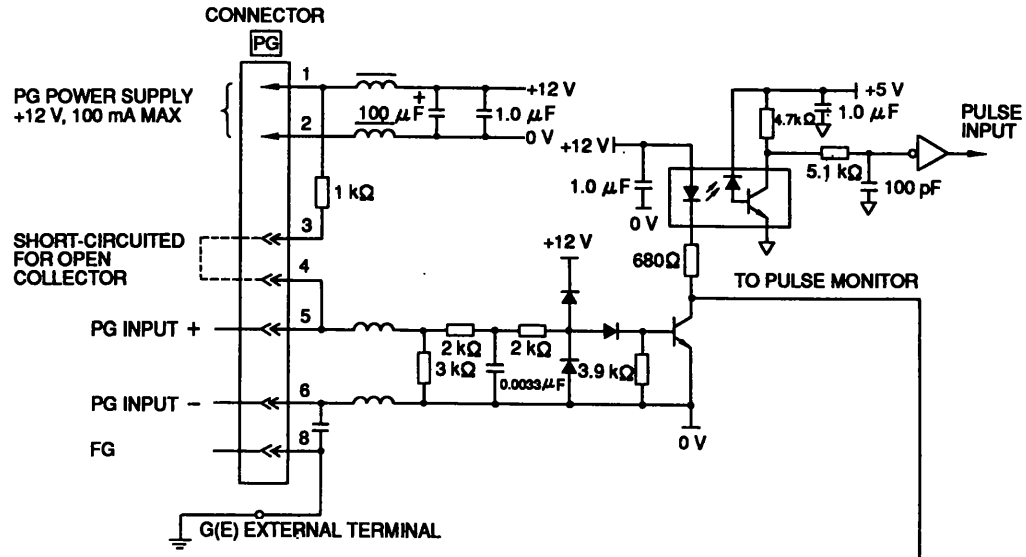 CONNECTOR
PG
1
PG POWER SUPPLY
+12 V, 100 mA MAX
+
100 μF
1.0 μF
+12 V
2
0 V
1 kΩ
3
SHORT-CIRCUITED
FOR OPEN
COLLECTOR
4
PG INPUT +
5
2 kΩ
2 kΩ
3 kΩ
0.0033μF
3.9 kΩ
+12 V
PG INPUT −
6
0 V
FG
8
G(E) EXTERNAL TERMINAL
+12 V
1.0 μF
0 V
680Ω
TO PULSE MONITOR
+5 V
4.7kΩ
1.0 μF
5.1 kΩ
100 pF
PULSE
INPUT